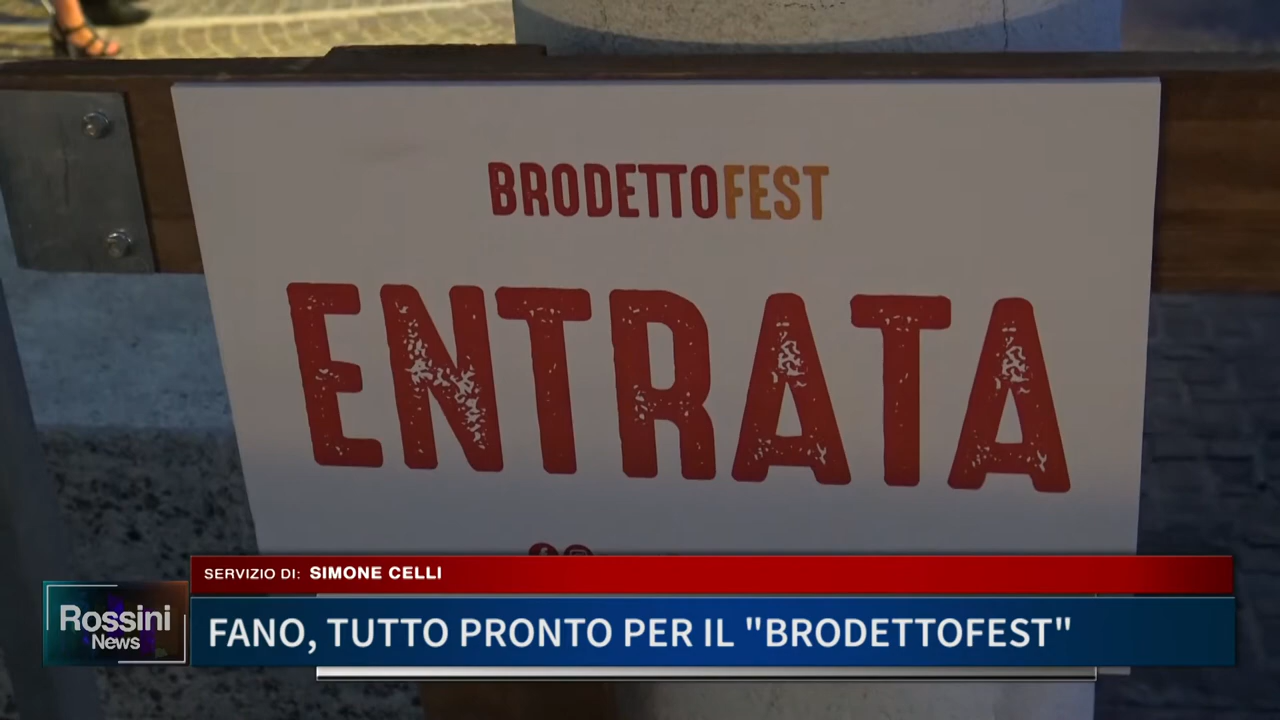 BRODETTOFEST
ENTRATA
SERVIZIO DI: SIMONE CELLI
Rossini
News
FANO, TUTTO PRONTO PER IL "BRODETTOFEST"